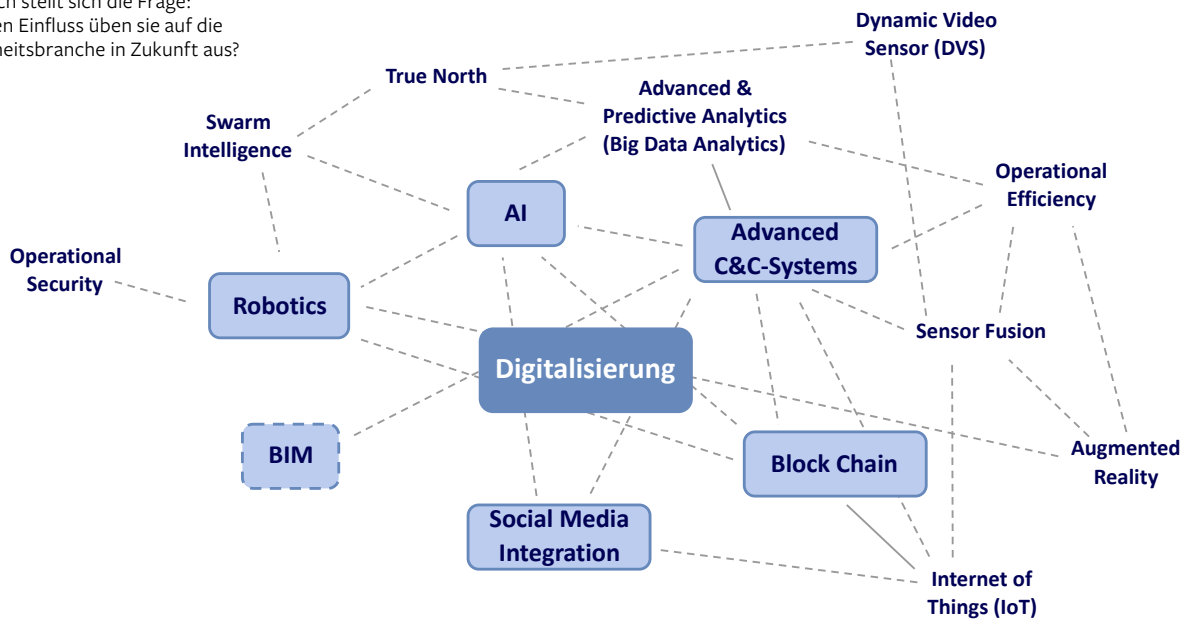 ch stellt sich die Frage:
en Einfluss üben sie auf die
heitsbranche in Zukunft aus?
Dynamic Video
Sensor (DVS)
True North
Advanced &
Predictive Analytics
(Big Data Analytics)
Swarm
Intelligence
Operational
Efficiency
AI
Advanced
C&C-Systems
Operational
Security
Robotics
Sensor Fusion
Digitalisierung
BIM
Block Chain
Augmented
Reality
Social Media
Integration
Internet of
Things (IoT)